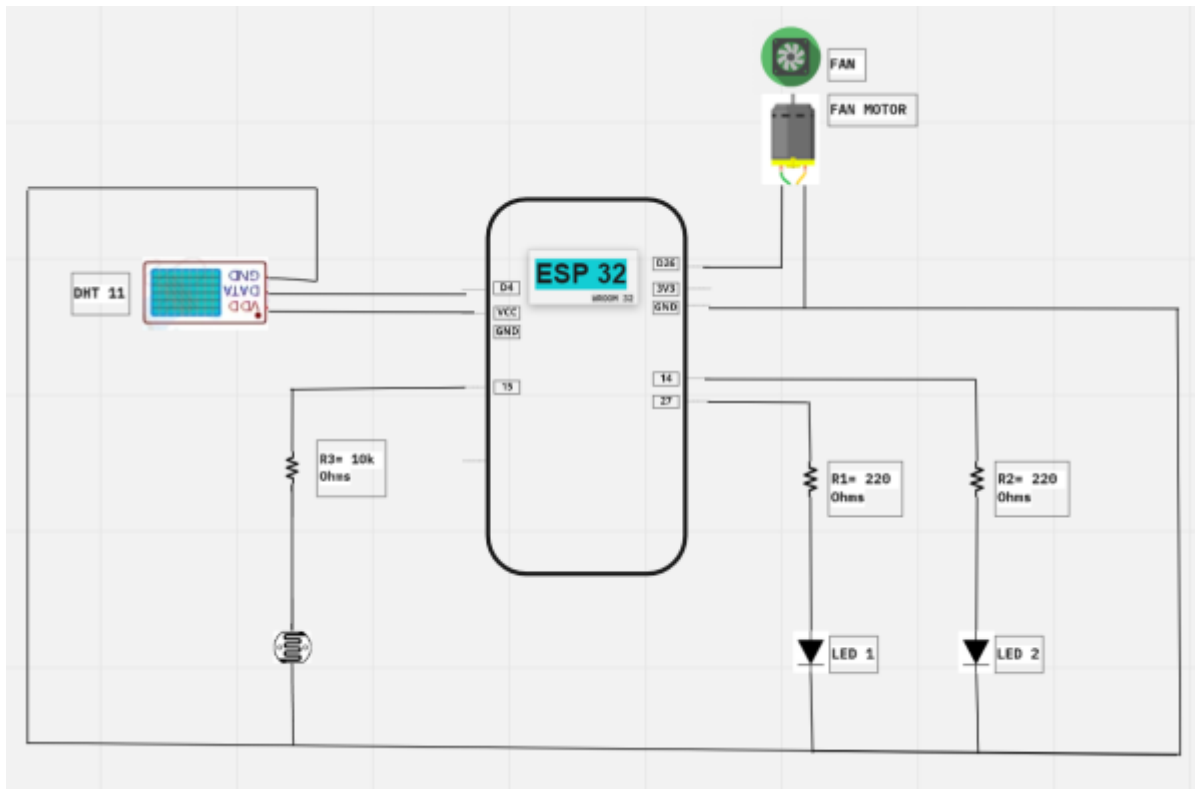 FAN
FAN MOTOR
ESP 32
WROOM 32
D26
3V3
GND
D4
VCC
GND
DHT 11
GND
DATA
VDD
14
27
R3= 10k
Ohms
R1= 220
Ohms
R2= 220
Ohms
LED 1
LED 2